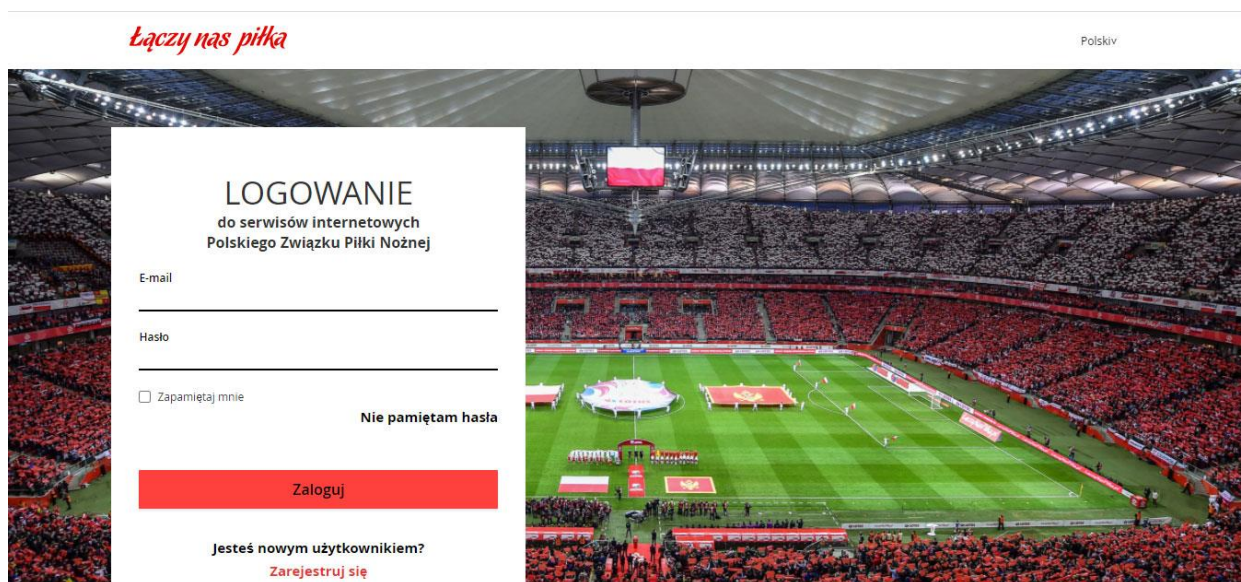 Łączy nas piłka
Polski
LOGOWANIE
do serwisów internetowych
Polskiego Związku Piłki Nożnej
E-mail
Hasło
Zapamiętaj mnie
Nie pamiętam hasła
Zaloguj
Jesteś nowym użytkownikiem?
Zarejestruj się